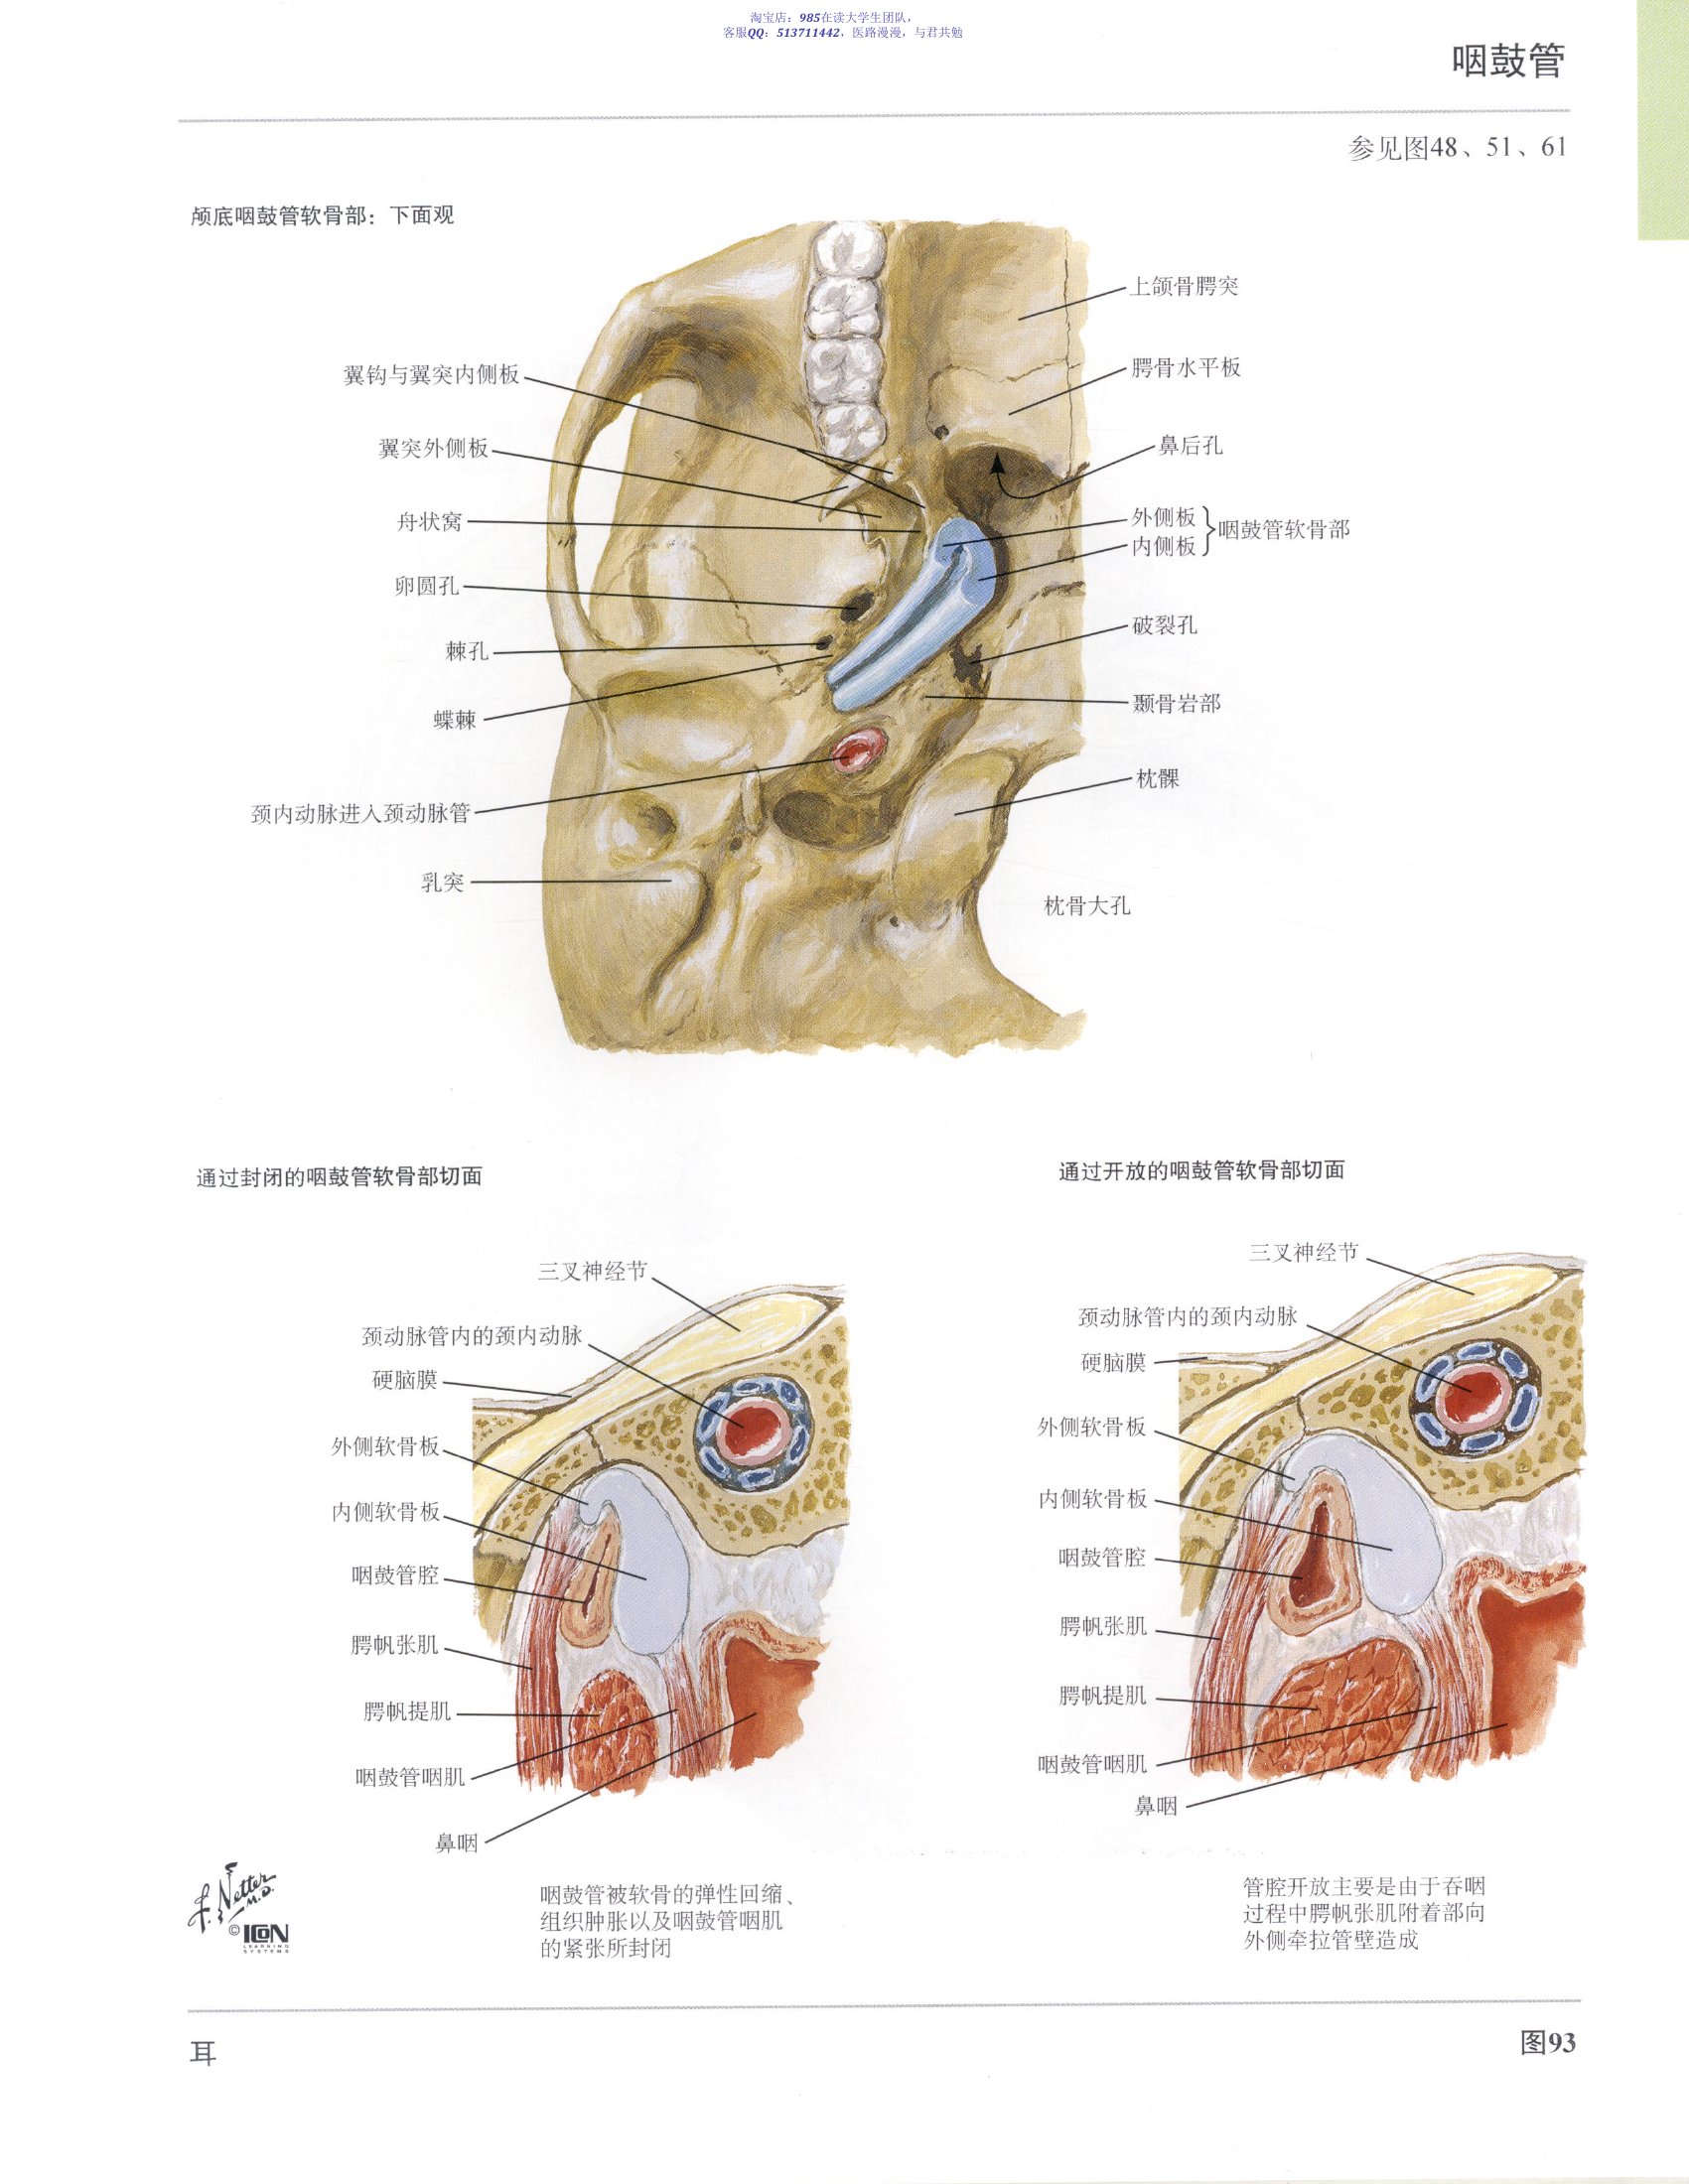 淘宝店：985在读大学生团队，
客服QQ：513711442，医路漫漫，与君共勉
咽鼓管
参见图48、51、61
颅底咽鼓管软骨部：下面观
上颌骨腭突
腭骨水平板
鼻后孔
外侧板
内侧板
咽鼓管软骨部
破裂孔
颞骨岩部
枕髁
枕骨大孔
翼钩与翼突内侧板
翼突外侧板
舟状窝
卵圆孔
棘孔
蝶棘
颈内动脉进入颈动脉管
乳突
通过封闭的咽鼓管软骨部切面
三叉神经节
颈动脉管内的颈内动脉
硬脑膜
外侧软骨板
内侧软骨板
咽鼓管腔
腭帆张肌
腭帆提肌
咽鼓管咽肌
鼻咽
咽鼓管被软骨的弹性回缩、
组织肿胀以及咽鼓管咽肌
的紧张所封闭
通过开放的咽鼓管软骨部切面
三叉神经节
颈动脉管内的颈内动脉
硬脑膜
外侧软骨板
内侧软骨板
咽鼓管腔
腭帆张肌
腭帆提肌
咽鼓管咽肌
鼻咽
管腔开放主要是由于吞咽
过程中腭帆张肌附着部向
外侧牵拉管壁造成
F. Netter
M.D.
© ICON
LEARNING
SYSTEMS
耳
图93